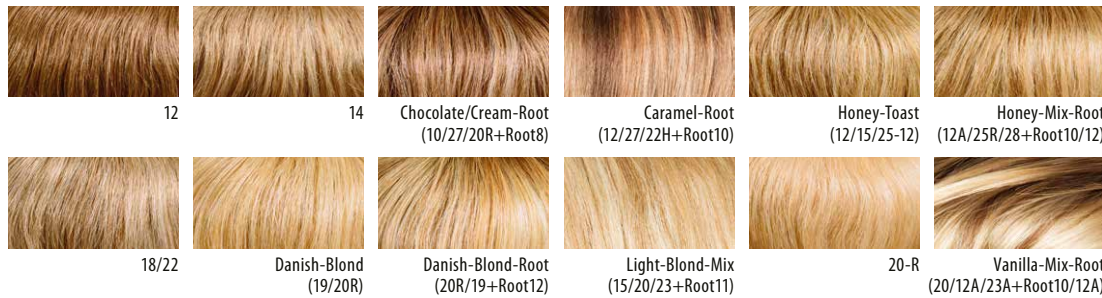 12
14
Chocolate/Cream-Root
(10/27/20R+Root8)
Caramel-Root
(12/27/22H+Root10)
Honey-Toast
(12/15/25-12)
Honey-Mix-Root
(12A/25R/28+Root10/12)
18/22
Danish-Blond
(19/20R)
Danish-Blond-Root
(20R/19+Root12)
Light-Blond-Mix
(15/20/23+Root11)
20-R
Vanilla-Mix-Root
(20/12A/23A+Root10/12A)